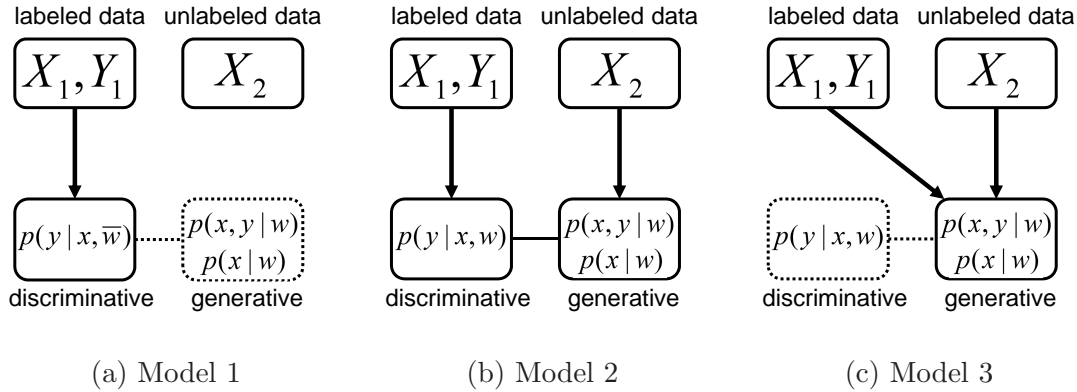 labeled data unlabeled data labeled data unlabeled data labeled data unlabeled data
X₁,Y₁ X₂ X₁,Y₁ X₂ X₁,Y₁ X₂
p(y | x, w̅) p(x, y | w) p(y | x, w) p(x, y | w) p(y | x, w) p(x, y | w)
p(x | w) p(x | w) p(x | w)
discriminative generative discriminative generative discriminative generative
(a) Model 1 (b) Model 2 (c) Model 3